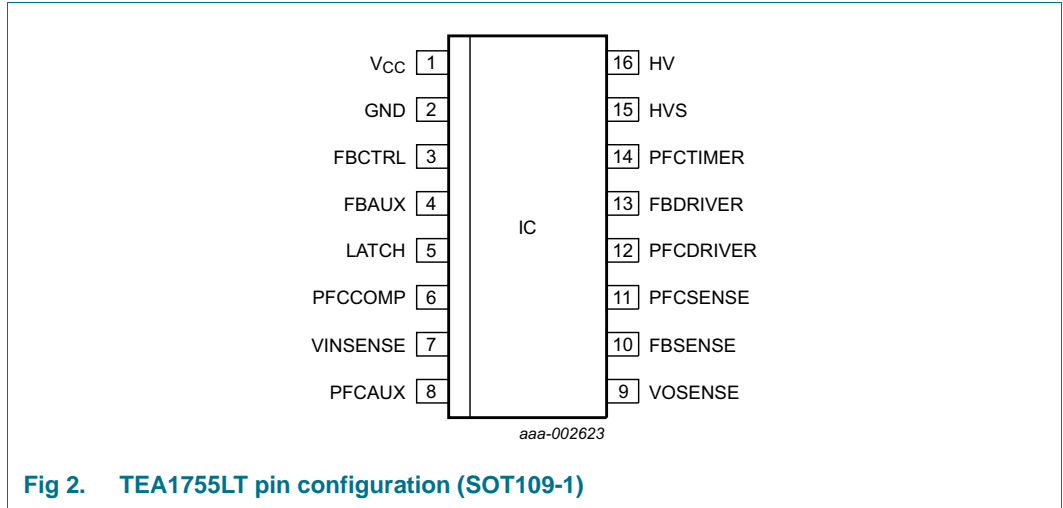 VCC 1 16 HV
GND 2 15 HVS
FBCTRL 3 14 PFCTIMER
FBAUX 4 13 FBDRIVER
IC
LATCH 5 12 PFCDRIVER
PFCCOMP 6 11 PFCSENSE
VINSENSE 7 10 FBSENSE
PFCAUX 8 9 VOSENSE
aaa-002623
Fig 2. TEA1755LT pin configuration (SOT109-1)